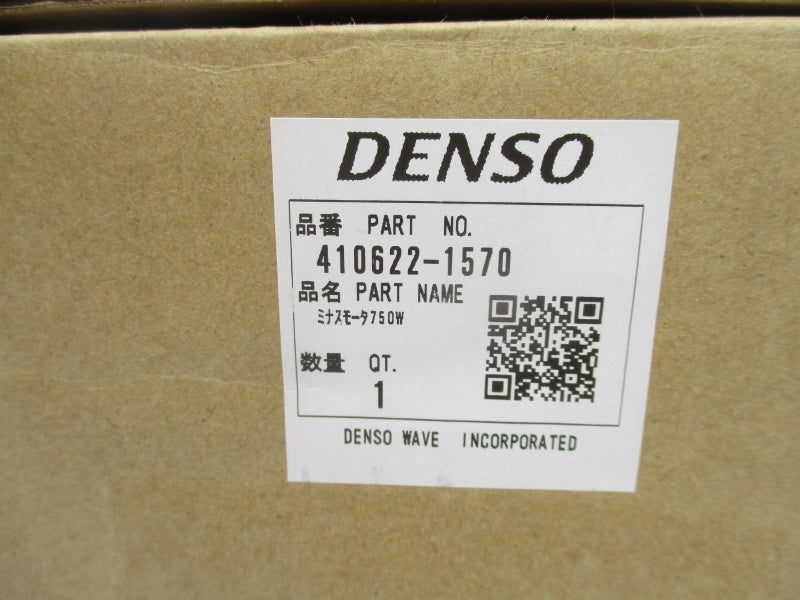 DENSO
品番 PART NO.
410622-1570
品名 PART NAME
ミナスモータ750W
数量 QT.
1
DENSO WAVE INCORPORATED